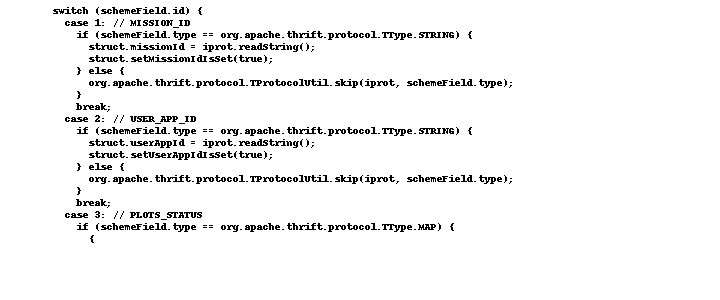 switch (schemeField.id) {
case 1: // MISSION_ID
if (schemeField.type == org.apache.thrift.protocol.TType.STRING) {
struct.missionId = iprot.readString();
struct.setMissionIdIsSet(true);
} else {
org.apache.thrift.protocol.TProtocolUtil.skip(iprot, schemeField.type);
}
break;
case 2: // USER_APP_ID
if (schemeField.type == org.apache.thrift.protocol.TType.STRING) {
struct.userAppId = iprot.readString();
struct.setUserAppIdIsSet(true);
} else {
org.apache.thrift.protocol.TProtocolUtil.skip(iprot, schemeField.type);
}
break;
case 3: // PLOTS_STATUS
if (schemeField.type == org.apache.thrift.protocol.TType.MAP) {
{